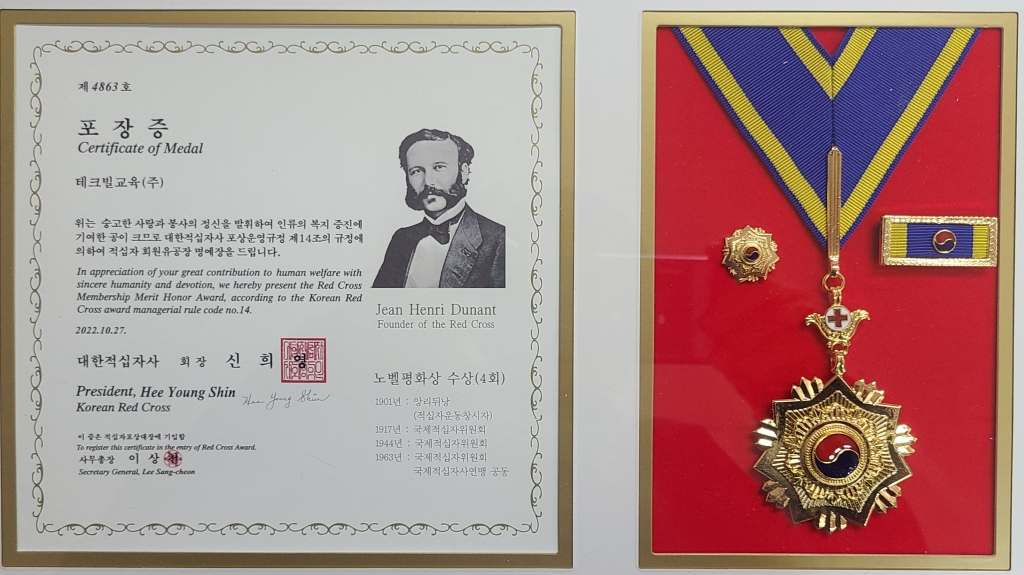 제 4863 호
포 장 증
Certificate of Medal
테크빌교육(주)
위는 숭고한 사랑과 봉사의 정신을 발휘하여 인류의 복지 증진에
기여한 공이 크므로 대한적십자사 포상운영규정 제14조의 규정에
의하여 적십자 회원유공장 명예장을 드립니다.
In appreciation of your great contribution to human welfare with
sincere humanity and devotion, we hereby present the Red Cross
Membership Merit Honor Award, according to the Korean Red
Cross award managerial rule code no.14.
2022.10.27.
대한적십자사 회장 신 희 영
President, Hee Young Shin
Hee Young Shin
Korean Red Cross
이 증은 적십자포상대장에 기입함
To register this certificate in the entry of Red Cross Award.
사무총장 이 상 천
Secretary General, Lee Sang-cheon
Jean Henri Dunant
Founder of the Red Cross
노벨평화상 수상(4회)
1901년 : 앙리뒤낭
(적십자운동창시자)
1917년 : 국제적십자위원회
1944년 : 국제적십자위원회
1963년 : 국제적십자위원회
국제적십자사연맹 공동